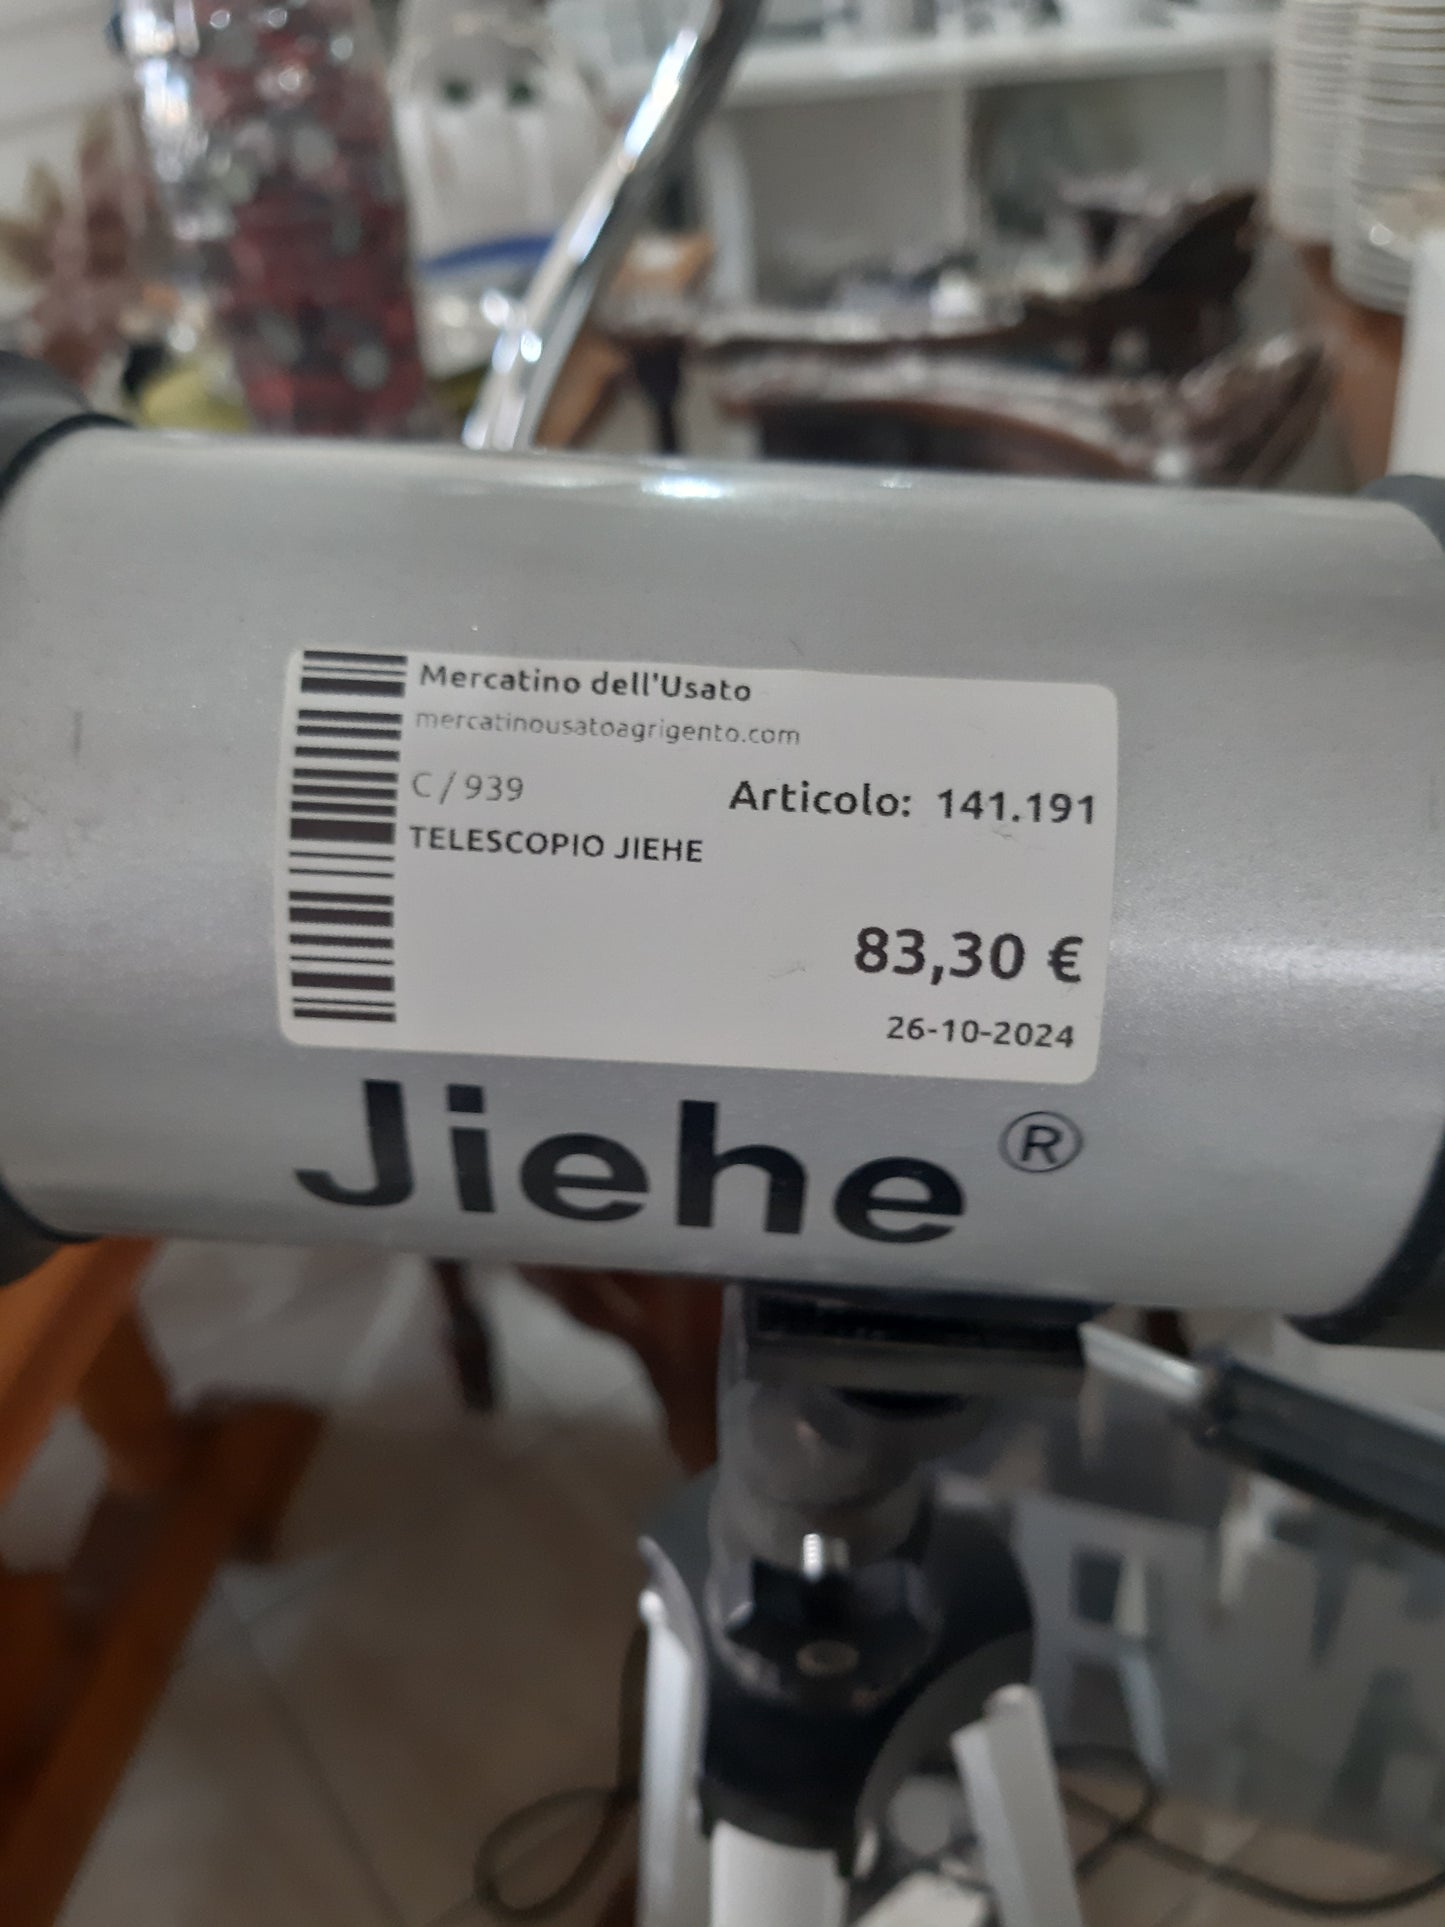 Mercatino dell'Usato
mercatinousatoagrigento.com
C / 939
Articolo: 141.191
TELESCOPIO JIEHE
83,30 €
26-10-2024
Jiehe ®